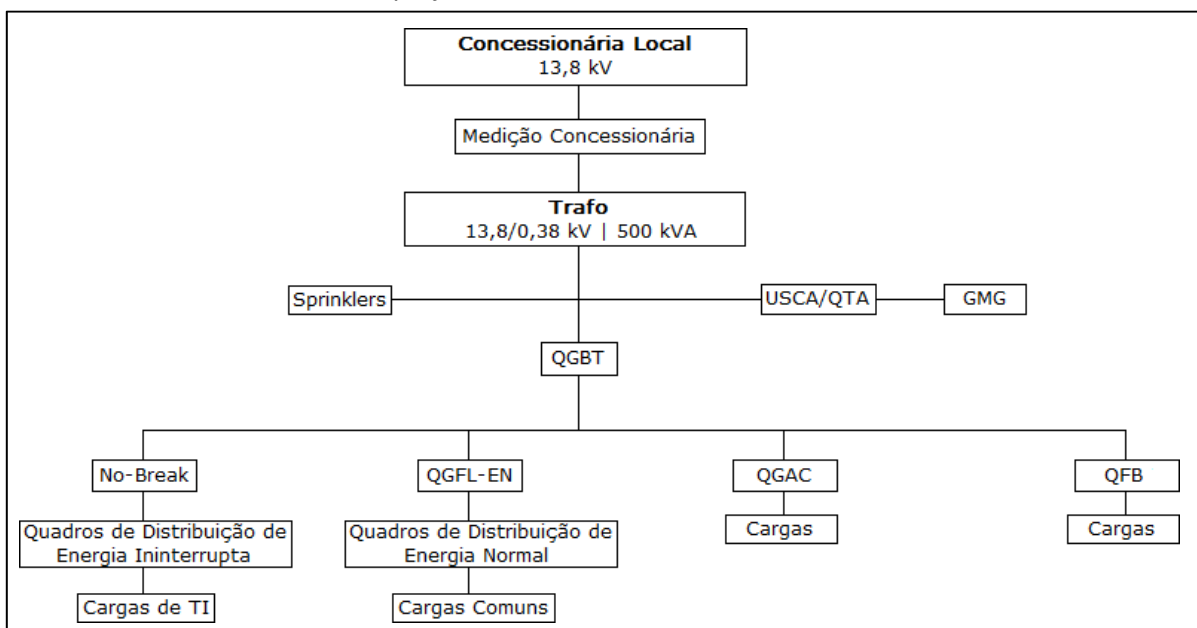 Concessionária Local
13,8 kV
Medição Concessionária
Trafo
13,8/0,38 kV | 500 kVA
Sprinklers
USCA/QTA
GMG
QGBT
No-Break
QGFL-EN
QGAC
QFB
Quadros de Distribuição de
Energia Ininterrupta
Quadros de Distribuição de
Energia Normal
Cargas
Cargas
Cargas de TI
Cargas Comuns